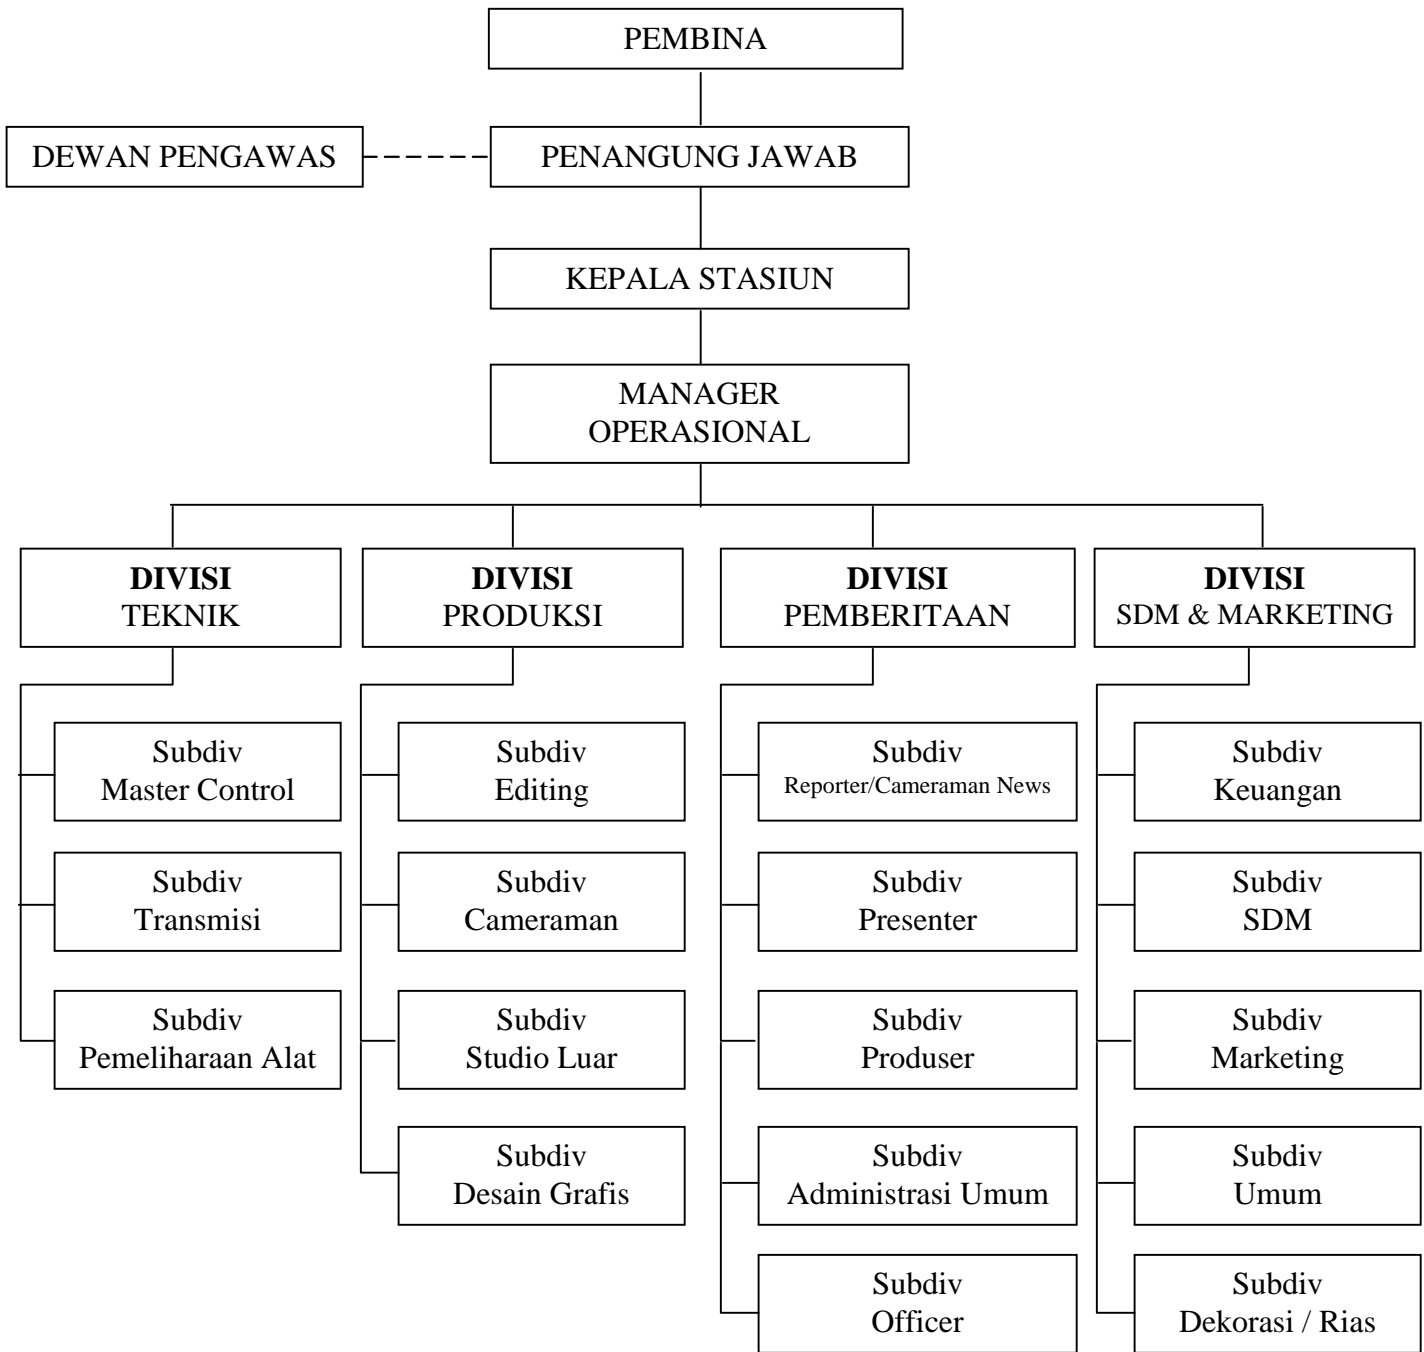 PEMBINA
DEWAN PENGAWAS
PENANGUNG JAWAB
KEPALA STASIUN
MANAGER
OPERASIONAL
DIVISI
TEKNIK
DIVISI
PRODUKSI
DIVISI
PEMBERITAAN
DIVISI
SDM & MARKETING
Subdiv
Master Control
Subdiv
Transmisi
Subdiv
Pemeliharaan Alat
Subdiv
Editing
Subdiv
Cameraman
Subdiv
Studio Luar
Subdiv
Desain Grafis
Subdiv
Reporter/Cameraman News
Subdiv
Presenter
Subdiv
Produser
Subdiv
Administrasi Umum
Subdiv
Officer
Subdiv
Keuangan
Subdiv
SDM
Subdiv
Marketing
Subdiv
Umum
Subdiv
Dekorasi / Rias